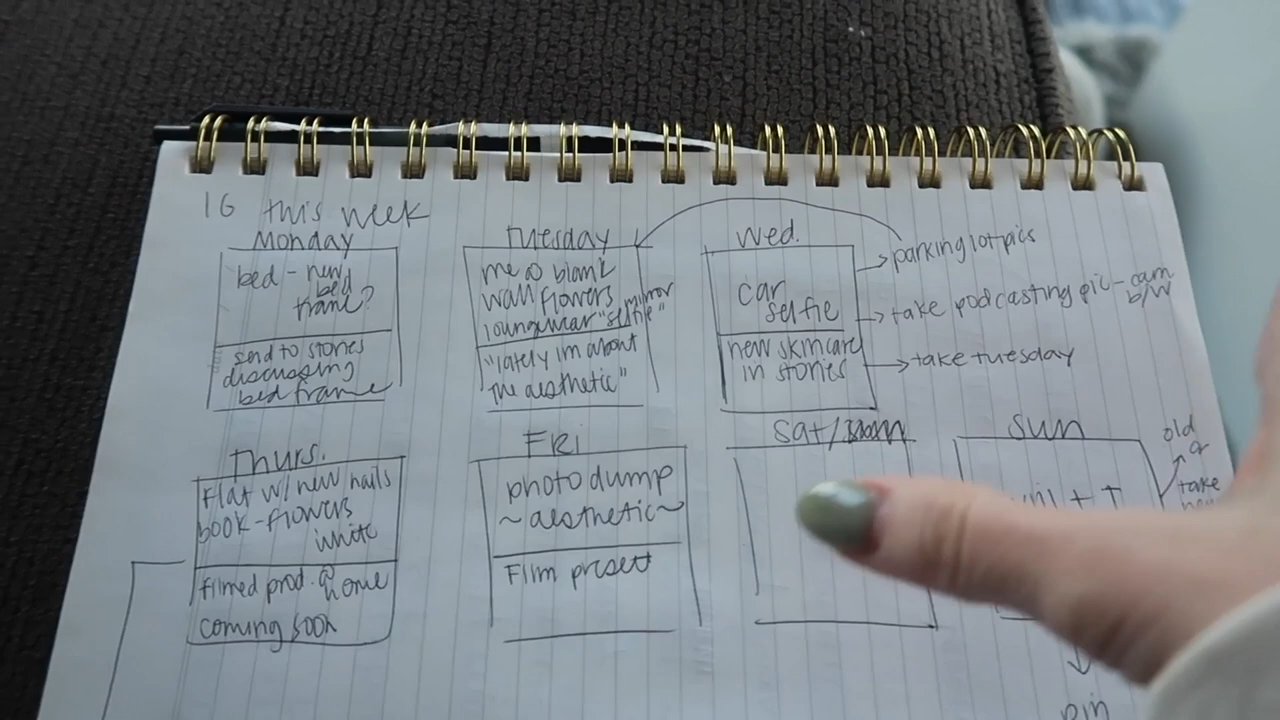 IG this week
Monday
bed - new
bed
frame?
send to stories
discussing
bed frame
Tuesday
me @ blank
wall flowers
mirror
loungewear "selfie"
"lately im about
the aesthetic"
Wed.
car
selfie
new skincare
in stories
parking lot pics
take podcasting pic - cam
b/w
take tuesday
Thurs.
Flat w/ new nails
book - flowers
white
filmed prod. @ home
coming soon
FRI
photo dump
~aesthetic~
Film preset
Sat/
Sun
+ T
old
or
take
pin